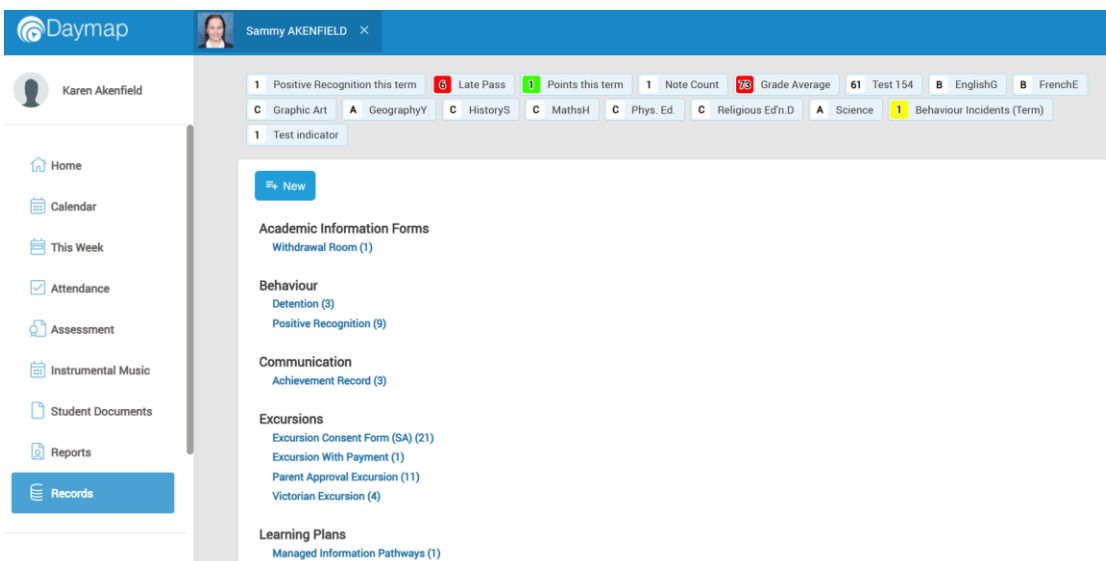 Daymap
Sammy AKENFIELD ×
Karen Akenfield
Home
Calendar
This Week
Attendance
Assessment
Instrumental Music
Student Documents
Reports
Records
1 Positive Recognition this term 6 Late Pass 1 Points this term 1 Note Count 73 Grade Average 61 Test 154 B EnglishG B FrenchE
C Graphic Art A GeographyY C HistoryS C MathsH C Phys. Ed. C Religious Ed'n.D A Science 1 Behaviour Incidents (Term)
1 Test indicator
New
Academic Information Forms
Withdrawal Room (1)
Behaviour
Detention (3)
Positive Recognition (9)
Communication
Achievement Record (3)
Excursions
Excursion Consent Form (SA) (21)
Excursion With Payment (1)
Parent Approval Excursion (11)
Victorian Excursion (4)
Learning Plans
Managed Information Pathways (1)